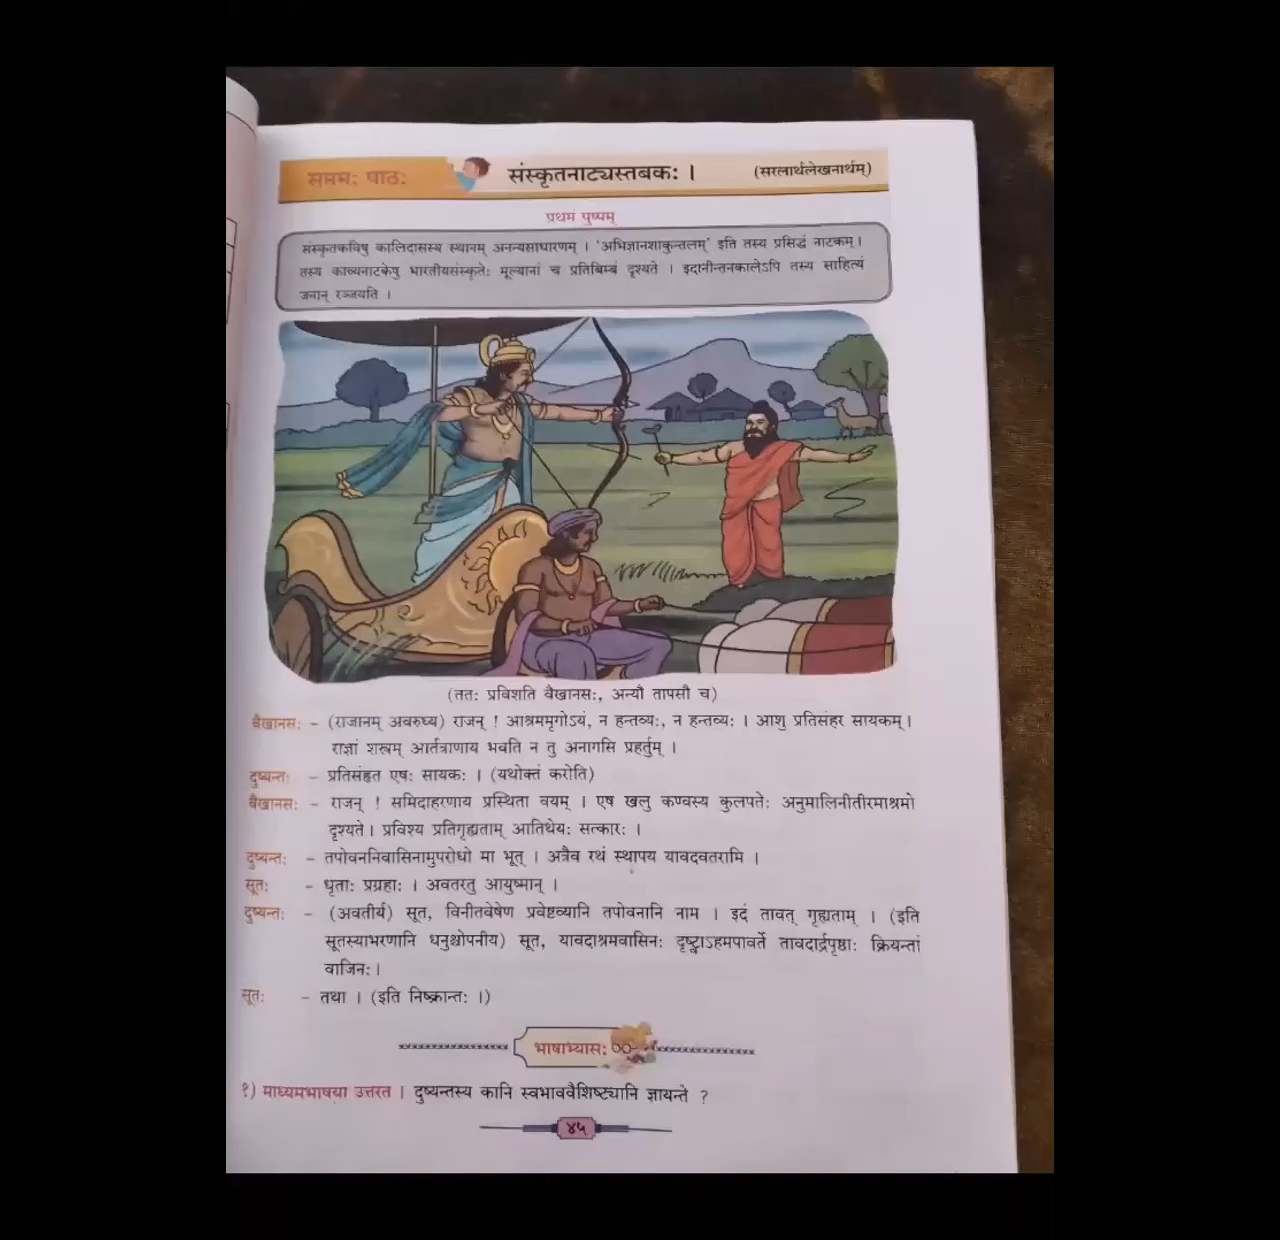 सप्तमः पाठः
संस्कृतनाट्यस्तबकः ।
(सरलार्थलेखनार्थम्)
प्रथमं पुष्पम्
संस्कृतकविषु कालिदासस्य स्थानम् अनन्यसाधारणम् । 'अभिज्ञानशाकुन्तलम्' इति तस्य प्रसिद्धं नाटकम् ।
तस्य काव्यनाटकेषु भारतीयसंस्कृतेः मूल्यानां च प्रतिबिम्बं दृश्यते । इदानीन्तनकालेऽपि तस्य साहित्यं
जनान् रञ्जयति ।
(ततः प्रविशति वैखानसः, अन्यौ तापसौ च)
वैखानसः - (राजानम् अवरुध्य) राजन् ! आश्रममृगोऽयं, न हन्तव्यः, न हन्तव्यः । आशु प्रतिसंहर सायकम् ।
राज्ञां शस्त्रम् आर्तत्राणाय भवति न तु अनागसि प्रहर्तुम् ।
दुष्यन्तः - प्रतिसंहृत एषः सायकः । (यथोक्तं करोति)
वैखानसः - राजन् ! समिदाहरणाय प्रस्थिता वयम् । एष खलु कण्वस्य कुलपतेः अनुमालिनीतीरमाश्रमो
दृश्यते । प्रविश्य प्रतिगृह्यताम् आतिथेयः सत्कारः ।
दुष्यन्तः - तपोवननिवासिनामुपरोधो मा भूत् । अत्रैव रथं स्थापय यावदवतरामि ।
सूतः - धृताः प्रग्रहाः । अवतरतु आयुष्मान् ।
दुष्यन्तः - (अवतीर्य) सूत, विनीतवेषेण प्रवेष्टव्यानि तपोवनानि नाम । इदं तावत् गृह्यताम् । (इति
सूतस्याभरणानि धनुश्चोपनीय) सूत, यावदाश्रमवासिनः दृष्ट्वाऽहमपावर्ते तावदार्द्रपृष्ठाः क्रियन्तां
वाजिनः ।
सूतः - तथा । (इति निष्क्रान्तः ।)
भाषाभ्यासः
१) माध्यमभाषया उत्तरत । दुष्यन्तस्य कानि स्वभाववैशिष्ट्यानि ज्ञायन्ते ?
४५